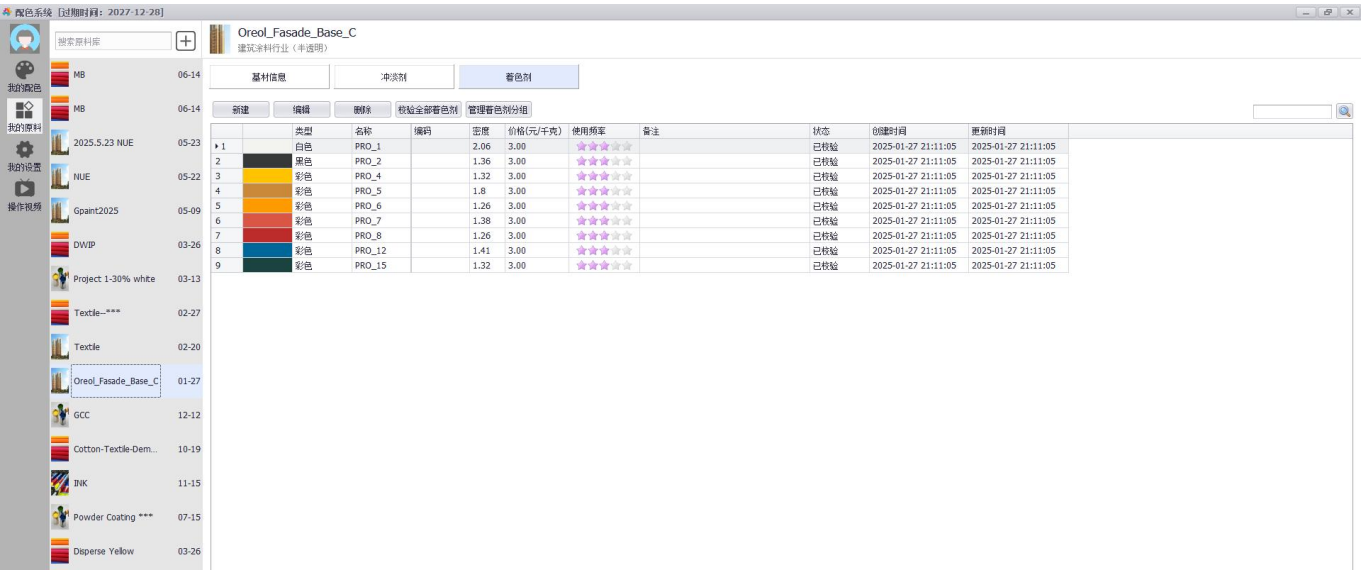 配色系统 [过期时间: 2027-12-28]
搜索原料库
我的配色
我的原料
我的设置
操作视频
MB 06-14
MB 06-14
2025.5.23 NUE 05-23
NUE 05-22
Gpaint2025 05-09
DWIP 03-26
Project 1-30% white 03-13
Textile--*** 02-27
Textile 02-20
Oreol_Fasade_Base_C 01-27
GCC 12-12
Cotton-Textile-Dem... 10-19
INK 11-15
Powder Coating *** 07-15
Disperse Yellow 03-26
Oreol_Fasade_Base_C
建筑涂料行业（半透明）
基材信息 冲淡剂 着色剂
新建 编辑 删除 校验全部着色剂 管理着色剂分组
类型 名称 编码 密度 价格(元/千克) 使用频率 备注 状态 创建时间 更新时间
1 白色 PRO_1 2.06 3.00 已校验 2025-01-27 21:11:05 2025-01-27 21:11:05
2 黑色 PRO_2 1.36 3.00 已校验 2025-01-27 21:11:05 2025-01-27 21:11:05
3 彩色 PRO_4 1.32 3.00 已校验 2025-01-27 21:11:05 2025-01-27 21:11:05
4 彩色 PRO_5 1.8 3.00 已校验 2025-01-27 21:11:05 2025-01-27 21:11:05
5 彩色 PRO_6 1.26 3.00 已校验 2025-01-27 21:11:05 2025-01-27 21:11:05
6 彩色 PRO_7 1.38 3.00 已校验 2025-01-27 21:11:05 2025-01-27 21:11:05
7 彩色 PRO_8 1.26 3.00 已校验 2025-01-27 21:11:05 2025-01-27 21:11:05
8 彩色 PRO_12 1.41 3.00 已校验 2025-01-27 21:11:05 2025-01-27 21:11:05
9 彩色 PRO_15 1.32 3.00 已校验 2025-01-27 21:11:05 2025-01-27 21:11:05